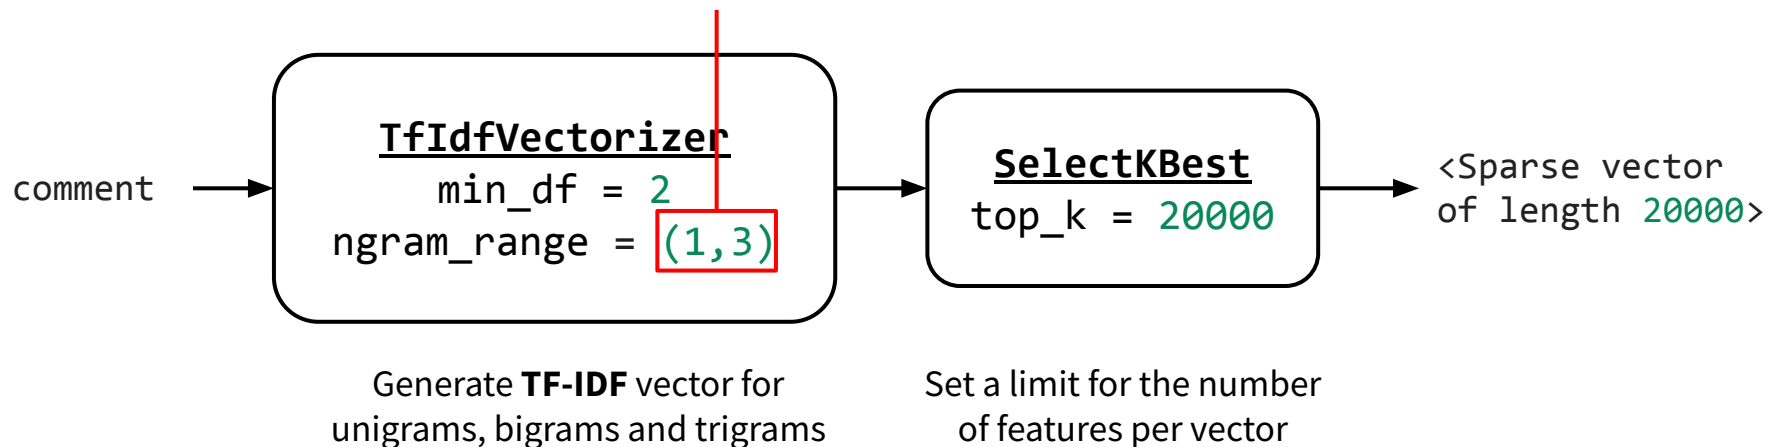 comment
TfIdfVectorizer
min_df = 2
ngram_range = (1,3)
SelectKBest
top_k = 20000
<Sparse vector
of length 20000>
Generate TF-IDF vector for
unigrams, bigrams and trigrams
Set a limit for the number
of features per vector